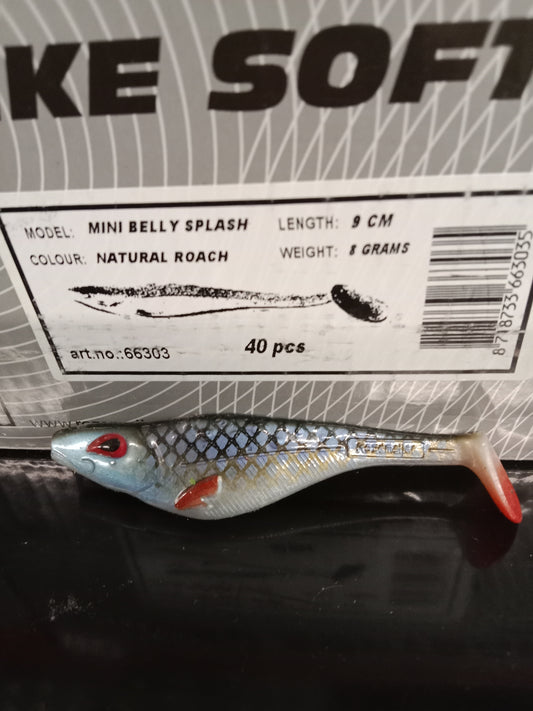 KE SOFT
MODEL: MINI BELLY SPLASH LENGTH: 9 CM
COLOUR: NATURAL ROACH WEIGHT: 8 GRAMS
art.no.:66303 40 pcs
8718733663035
www.